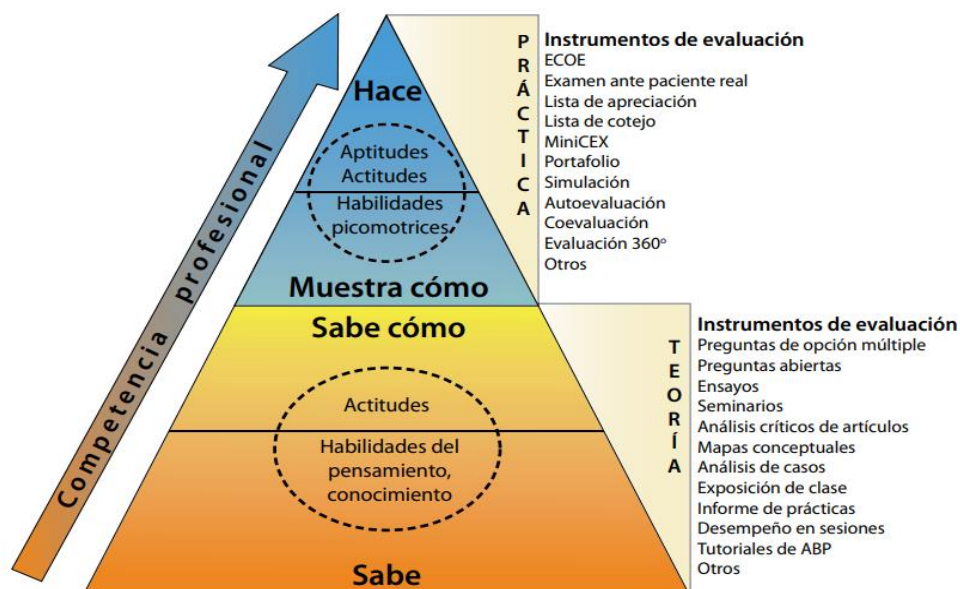 Competencia profesional
Hace
Aptitudes
Actitudes
Habilidades
picomotrices
Muestra cómo
Sabe cómo
Actitudes
Habilidades del
pensamiento,
conocimiento
Sabe
PRÁCTICA
Instrumentos de evaluación
ECOE
Examen ante paciente real
Lista de apreciación
Lista de cotejo
MiniCEX
Portafolio
Simulación
Autoevaluación
Coevaluación
Evaluación 360º
Otros
TEORÍA
Instrumentos de evaluación
Preguntas de opción múltiple
Preguntas abiertas
Ensayos
Seminarios
Análisis críticos de artículos
Mapas conceptuales
Análisis de casos
Exposición de clase
Informe de prácticas
Desempeño en sesiones
Tutoriales de ABP
Otros